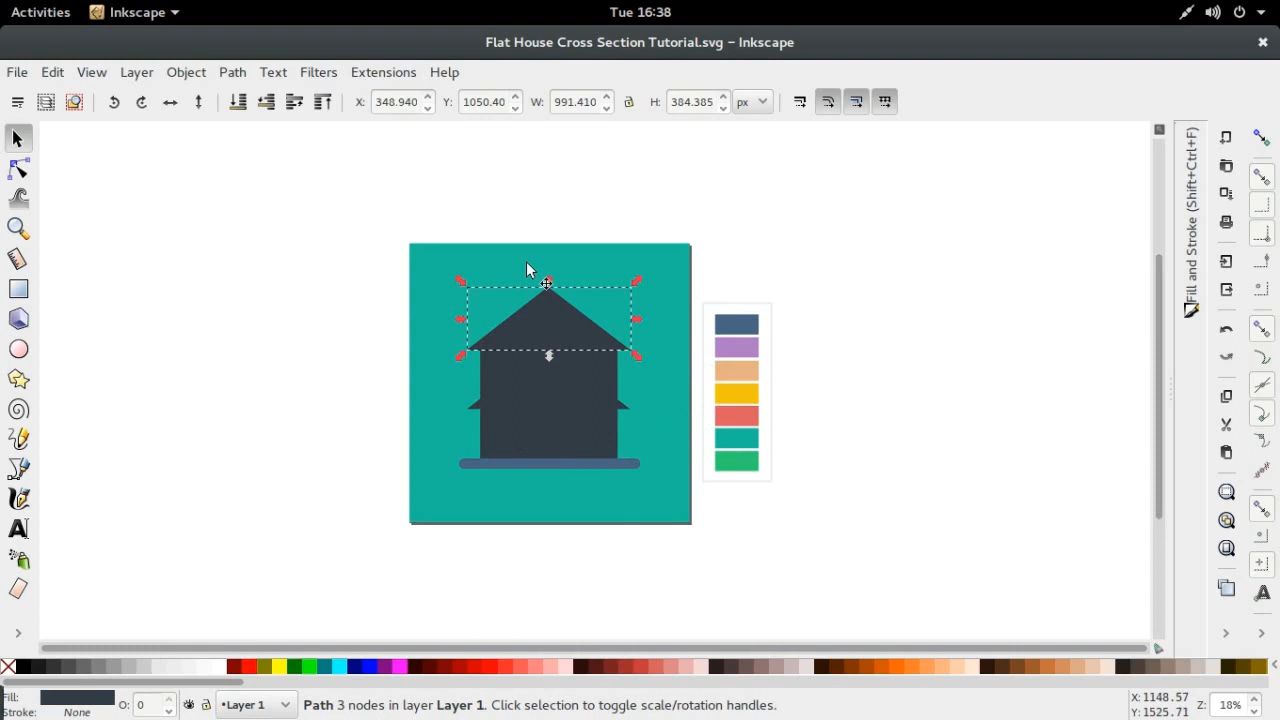 Activities Inkscape Tue 16:38
Flat House Cross Section Tutorial.svg – Inkscape
File Edit View Layer Object Path Text Filters Extensions Help
X: 348.940 Y: 1050.40 W: 991.410 H: 384.385 px
Fill and Stroke (Shift+Ctrl+F)
Fill: O: 0 •Layer 1 Path 3 nodes in layer Layer 1. Click selection to toggle scale/rotation handles. X: 1148.57 Z: 18%
Stroke: None Y: 1525.71